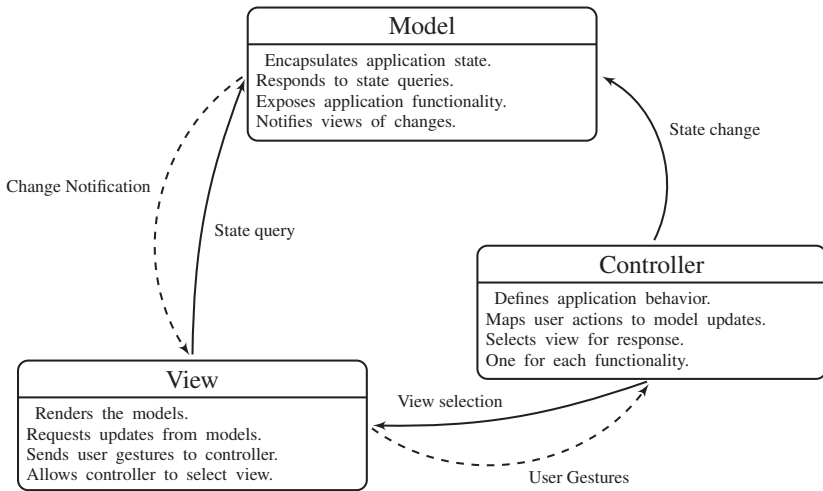 Model
Encapsulates application state.
Responds to state queries.
Exposes application functionality.
Notifies views of changes.
State change
Change Notification
State query
Controller
Defines application behavior.
Maps user actions to model updates.
Selects view for response.
One for each functionality.
View
Renders the models.
Requests updates from models.
Sends user gestures to controller.
Allows controller to select view.
View selection
User Gestures